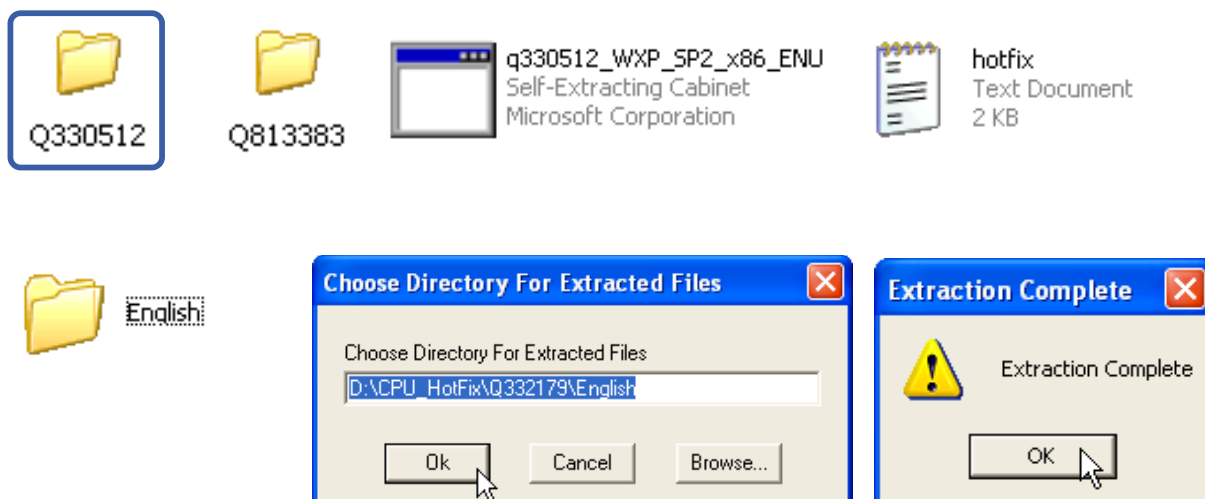 Q330512
Q813383
q330512_WXP_SP2_x86_ENU
Self-Extracting Cabinet
Microsoft Corporation
hotfix
Text Document
2 KB
English
Choose Directory For Extracted Files
Choose Directory For Extracted Files
D:\CPU_HotFix\Q332179\English
Ok
Cancel
Browse...
Extraction Complete
Extraction Complete
OK